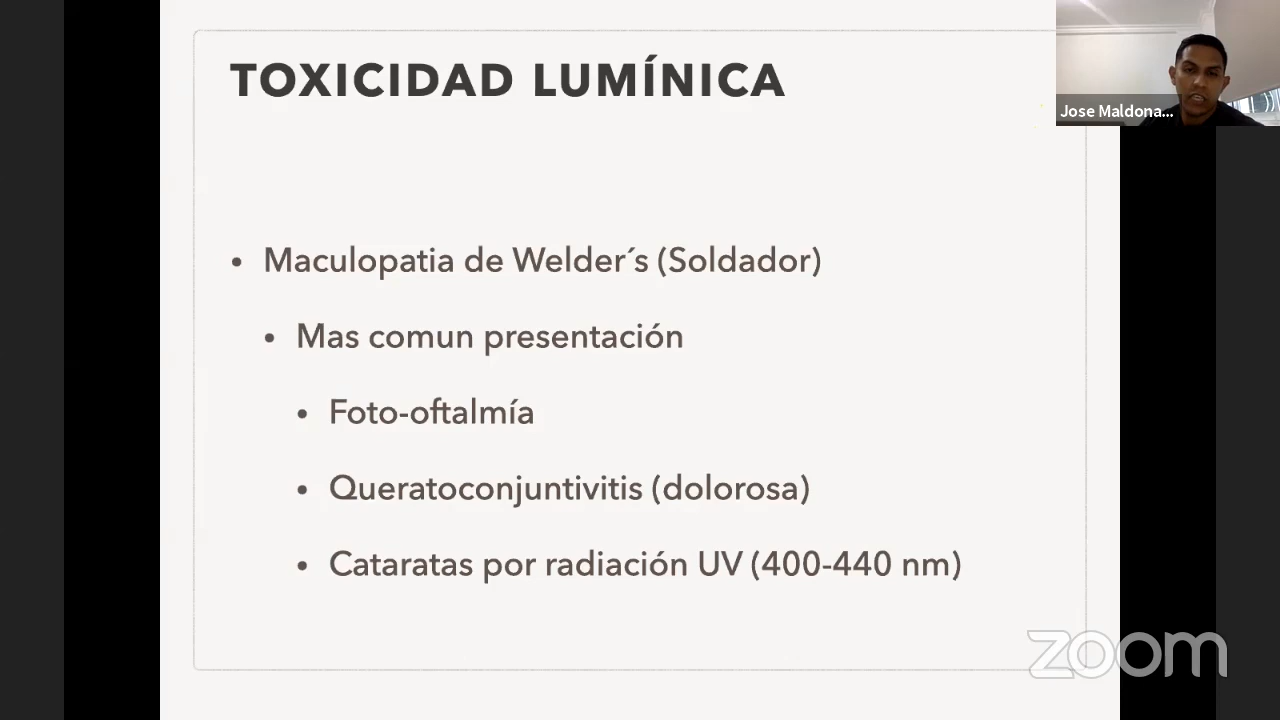 TOXICIDAD LUMÍNICA
Jose Maldona...
• Maculopatia de Welder´s (Soldador)
• Mas comun presentación
• Foto-oftalmía
• Queratoconjuntivitis (dolorosa)
• Cataratas por radiación UV (400-440 nm)
zoom